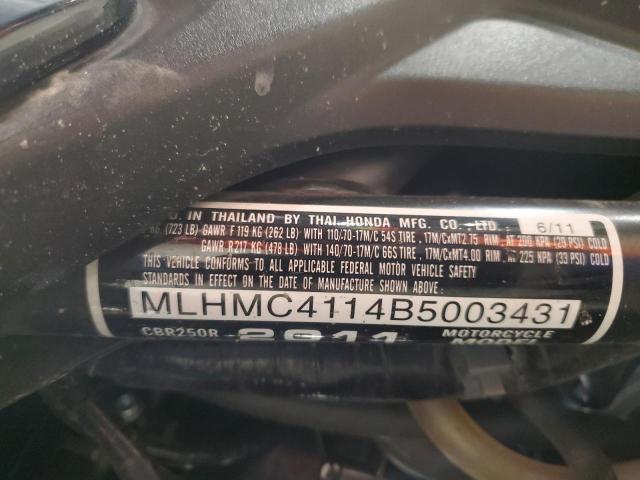 IN THAILAND BY THAI HONDA MFG. CO., LTD. 6/11
(723 LB) GAWR F 119 KG (262 LB) WITH 110/70-17M/C 54S TIRE, 17M/CxMT2.75 RIM, AT 200 KPA (29 PSI) COLD
GAWR R217 KG (478 LB) WITH 140/70-17M/C 66S TIRE, 17M/CxMT4.00 RIM, AT 225 KPA (33 PSI) COLD
THIS VEHICLE CONFORMS TO ALL APPLICABLE FEDERAL MOTOR VEHICLE SAFETY
STANDARDS IN EFFECT ON THE DATE OF MANUFACTURE SHOWN ABOVE.
MLHMC4114B5003431
CBR250R 2011 MOTORCYCLE